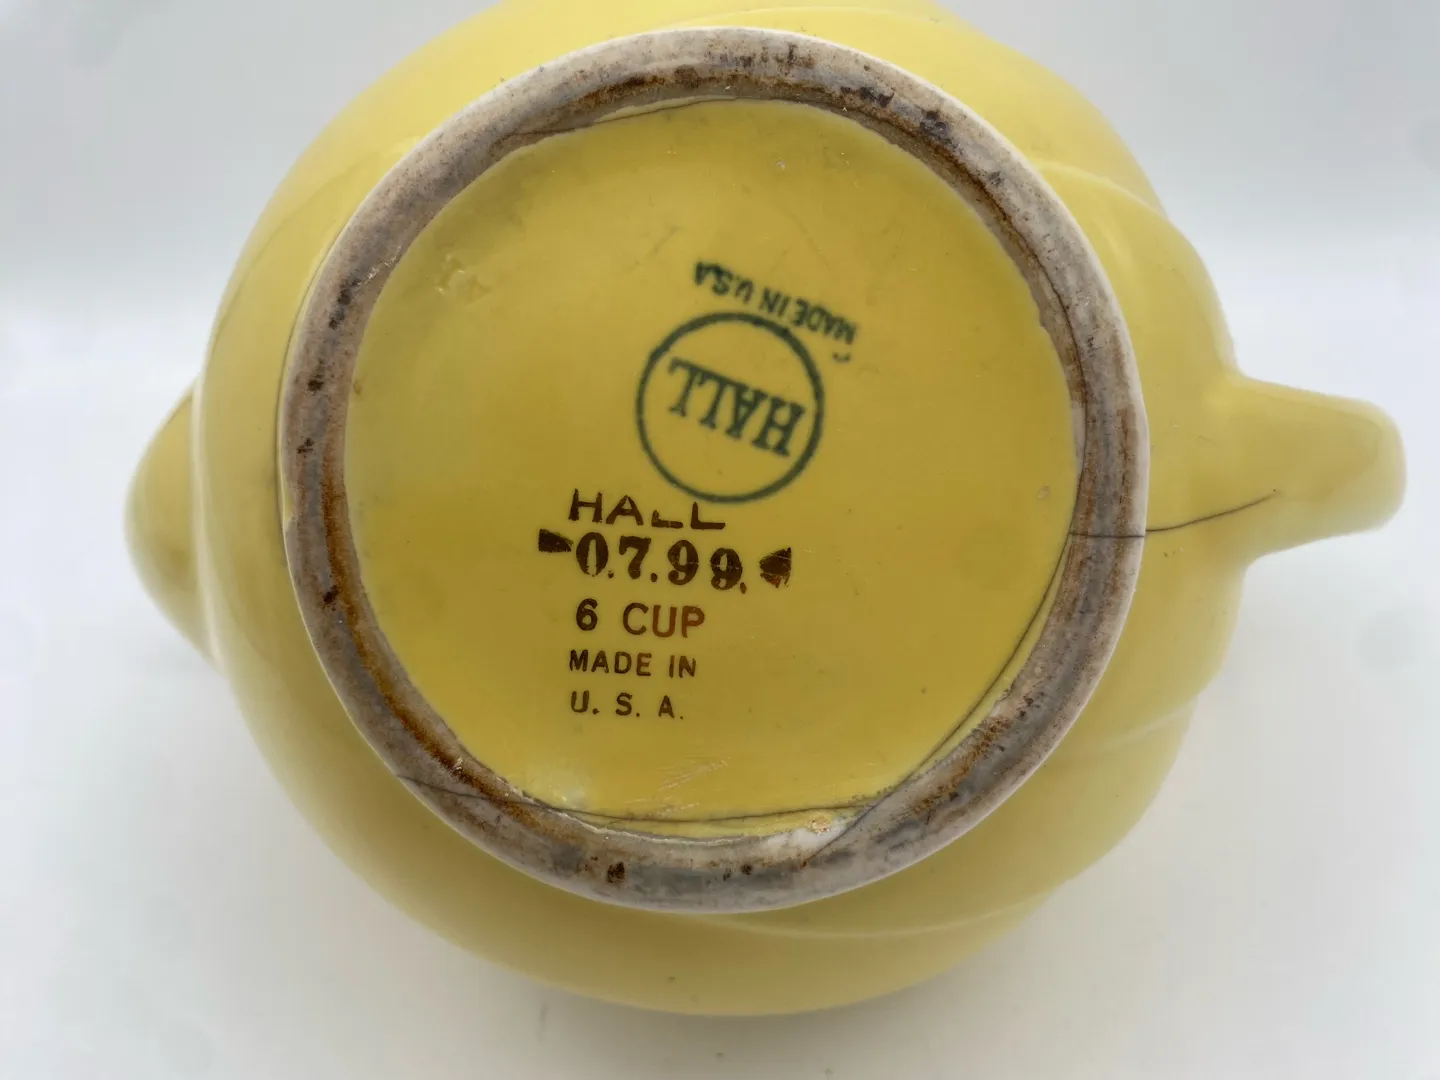 MADE IN U.S.A
HALL
HALL
0.7.99.
6 CUP
MADE IN
U. S. A.